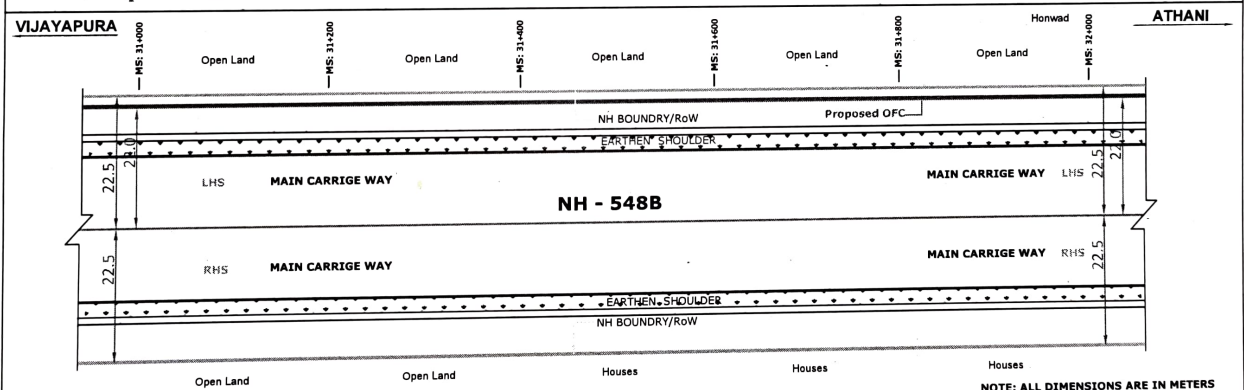 VIJAYAPURA
Honwad
ATHANI
MS: 31+000
MS: 31+200
MS: 31+400
MS: 31+600
MS: 31+800
MS: 32+000
Open Land
Open Land
Open Land
Open Land
Open Land
NH BOUNDRY/RoW
Proposed OFC
EARTHEN SHOULDER
22.5
LHS
MAIN CARRIGE WAY
MAIN CARRIGE WAY
LHS
22.5
NH - 548B
22.5
RHS
MAIN CARRIGE WAY
MAIN CARRIGE WAY
RHS
22.5
EARTHEN SHOULDER
NH BOUNDRY/RoW
Open Land
Open Land
Houses
Houses
Houses
NOTE: ALL DIMENSIONS ARE IN METERS